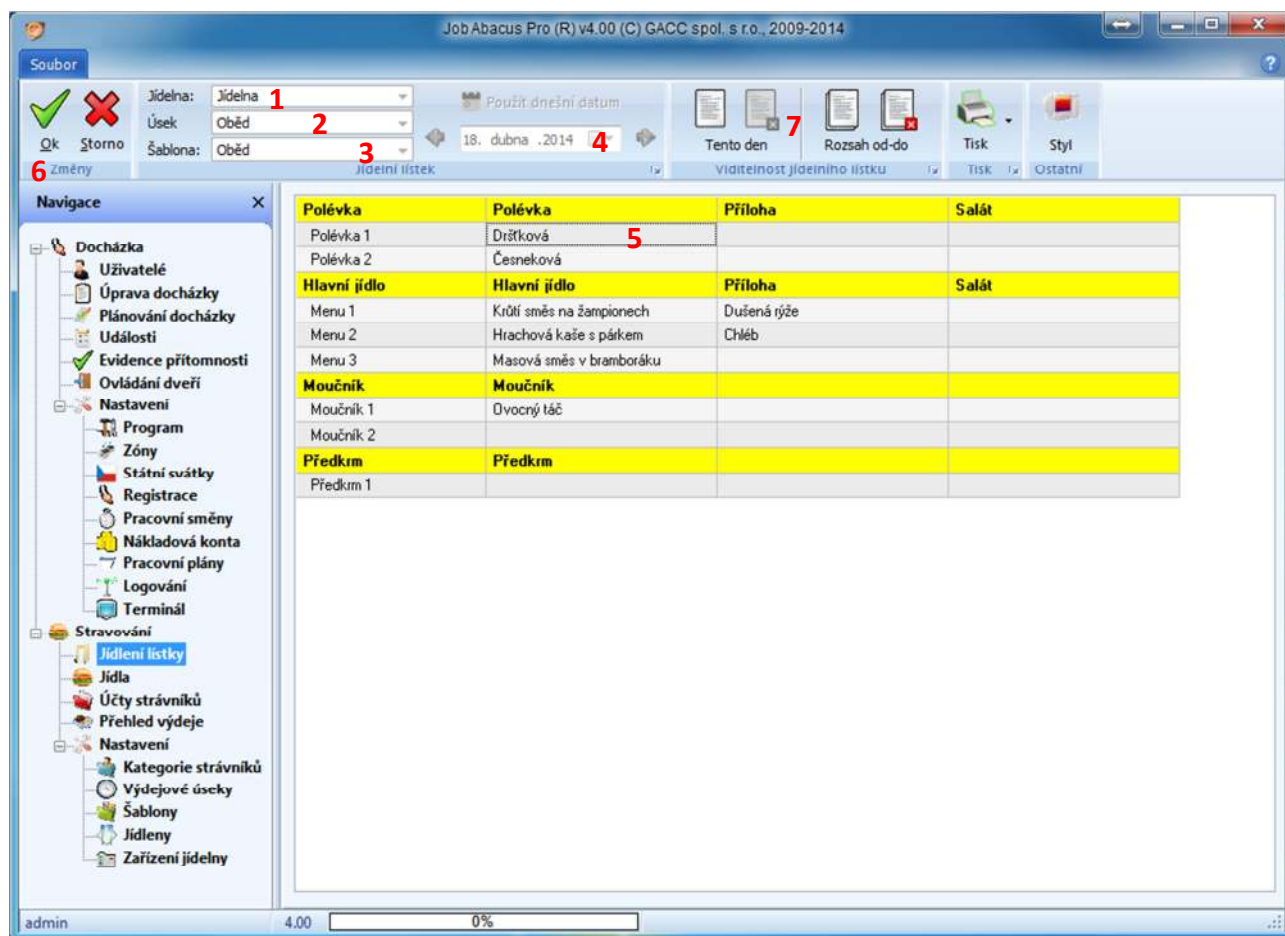 Job Abacus Pro (R) v4.00 (C) GACC spol. s r.o., 2009-2014
Soubor
Jídelna: Jídelna 1
Úsek Oběd 2
Šablona: Oběd 3
Použít dnešní datum
18. dubna .2014 4
Ok Storno
Tento den 7 Rozsah od-do
Tisk
Styl
6 Změny
Jídelní lístek
Viditelnost jídelního lístku
Tisk
Ostatní
Navigace
Docházka
Uživatelé
Úprava docházky
Plánování docházky
Události
Evidence přítomnosti
Ovládání dveří
Nastavení
Program
Zóny
Státní svátky
Registrace
Pracovní směny
Nákladová konta
Pracovní plány
Logování
Terminál
Stravování
Jídlení lístky
Jídla
Účty strávníků
Přehled výdeje
Nastavení
Kategorie strávníků
Výdejové úseky
Šablony
Jídleny
Zařízení jídelny
Polévka Polévka Příloha Salát
Polévka 1 Dršťková 5
Polévka 2 Česneková
Hlavní jídlo Hlavní jídlo Příloha Salát
Menu 1 Krůtí směs na žampionech Dušená rýže
Menu 2 Hrachová kaše s párkem Chléb
Menu 3 Masová směs v bramboráku
Moučník Moučník
Moučník 1 Ovocný táč
Moučník 2
Předkrm Předkrm
Předkrm 1
admin 4.00 0%